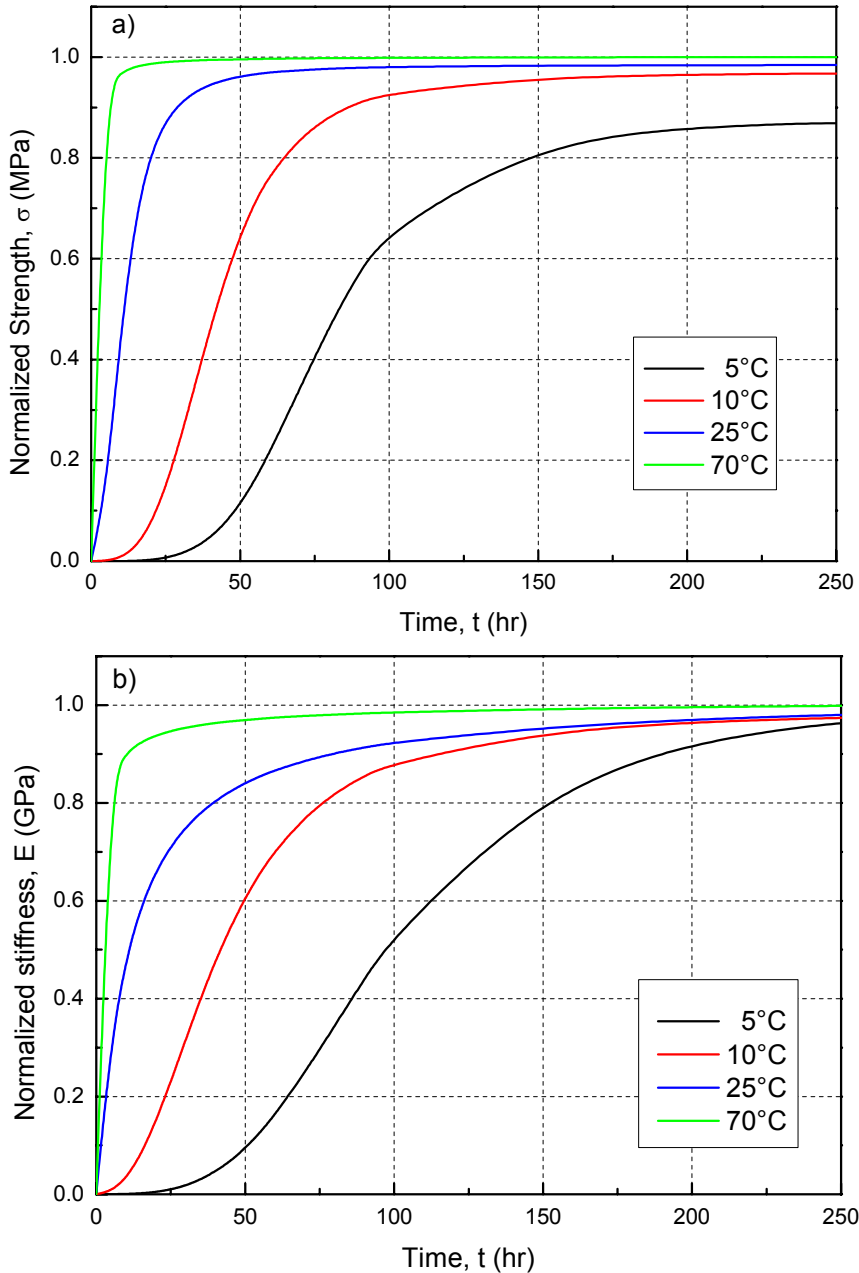 a)
1.0
0.8
0.6
0.4
0.2
0.0
Normalized Strength, σ (MPa)
5°C
10°C
25°C
70°C
0 50 100 150 200 250
Time, t (hr)
b)
1.0
0.8
0.6
0.4
0.2
0.0
Normalized stiffness, E (GPa)
5°C
10°C
25°C
70°C
0 50 100 150 200 250
Time, t (hr)